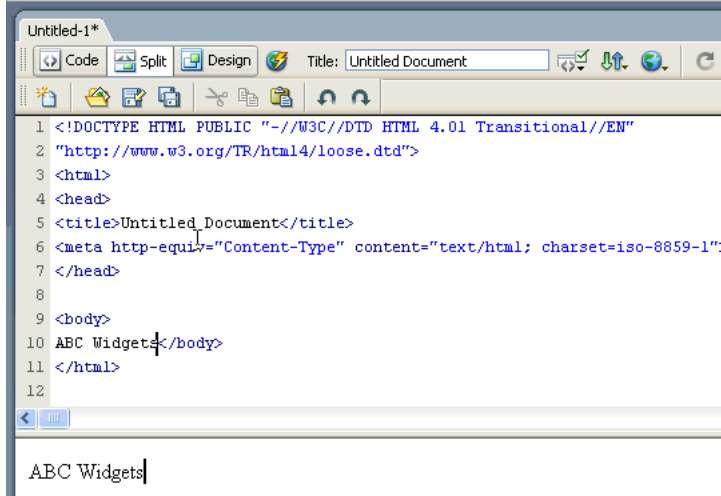 Untitled-1*
Code Split Design Title: Untitled Document
1 <!DOCTYPE HTML PUBLIC "-//W3C//DTD HTML 4.01 Transitional//EN"
2 "http://www.w3.org/TR/html4/loose.dtd">
3 <html>
4 <head>
5 <title>Untitled Document</title>
6 <meta http-equiv="Content-Type" content="text/html; charset=iso-8859-1">
7 </head>
8
9 <body>
10 ABC Widgets</body>
11 </html>
12
ABC Widgets